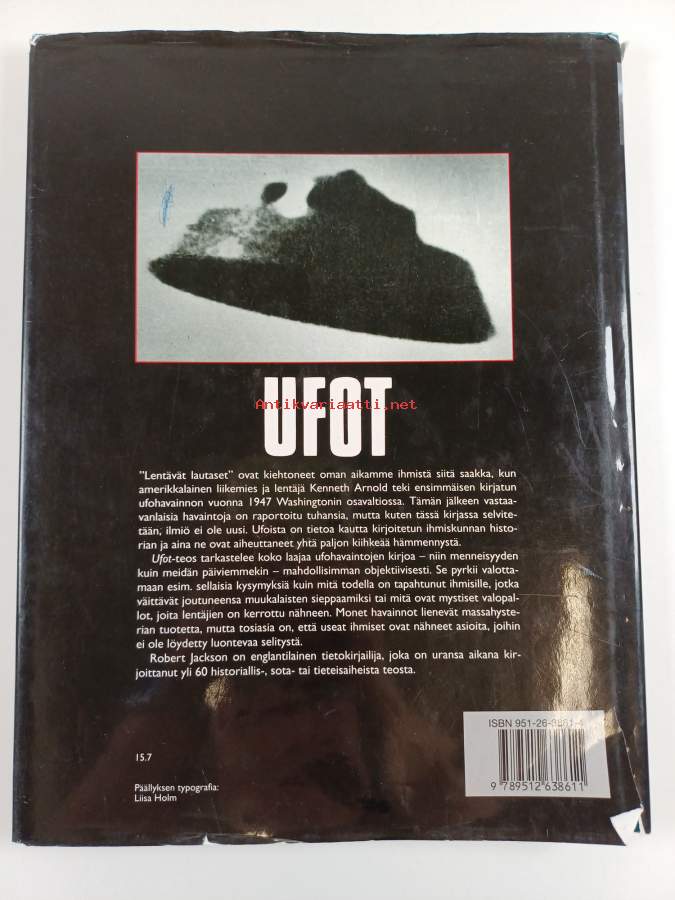 UFOT
Antikvariaatti.net
"Lentävät lautaset" ovat kiehtoneet oman aikamme ihmistä siitä saakka, kun
amerikkalainen liikemies ja lentäjä Kenneth Arnold teki ensimmäisen kirjatun
ufohavainnon vuonna 1947 Washingtonin osavaltiossa. Tämän jälkeen vastaa-
vanlaisia havaintoja on raportoitu tuhansia, mutta kuten tässä kirjassa selvite-
tään, ilmiö ei ole uusi. Ufoista on tietoa kautta kirjoitetun ihmiskunnan histo-
rian ja aina ne ovat aiheuttaneet yhtä paljon kiihkeää hämmennystä.
Ufot-teos tarkastelee koko laajaa ufohavaintojen kirjoa – niin menneisyyden
kuin meidän päiviemmekin – mahdollisimman objektiivisesti. Se pyrkii valotta-
maan esim. sellaisia kysymyksiä kuin mitä todella on tapahtunut ihmisille, jotka
väittävät joutuneensa muukalaisten sieppaamiksi tai mitä ovat mystiset valopal-
lot, joita lentäjien on kerrottu nähneen. Monet havainnot lienevät massahyste-
rian tuotetta, mutta tosiasia on, että useat ihmiset ovat nähneet asioita, joihin
ei ole löydetty luontevaa selitystä.
Robert Jackson on englantilainen tietokirjailija, joka on uransa aikana kir-
joittanut yli 60 historiallis-, sota- tai tieteisaiheista teosta.
ISBN 951-26-3861-4
15.7
Päällyksen typografia:
Liisa Holm
9 789512 638611